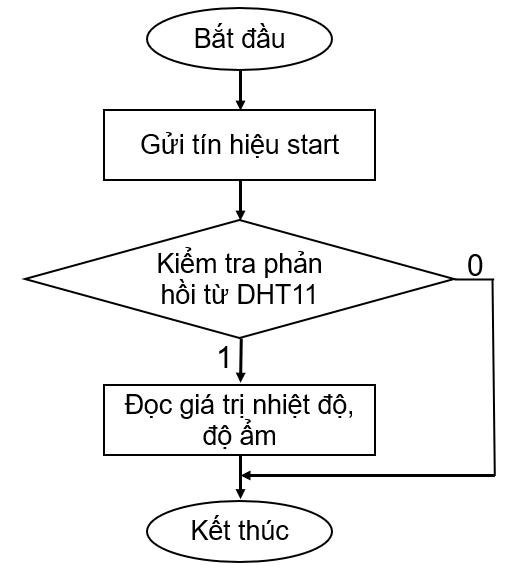 Bắt đầu
Gửi tín hiệu start
Kiểm tra phản
hồi từ DHT11
0
1
Đọc giá trị nhiệt độ,
độ ẩm
Kết thúc